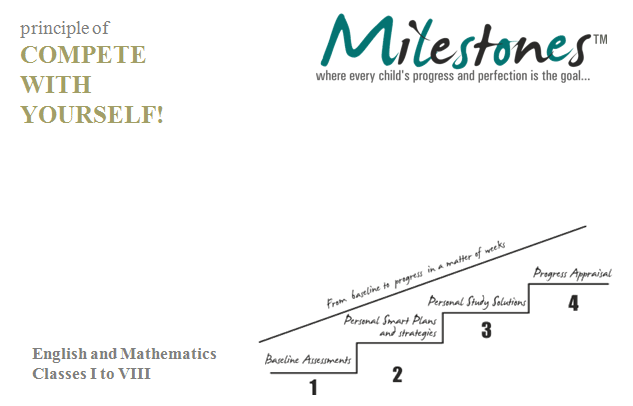 principle of
COMPETE
WITH
YOURSELF!
Milestones™
where every child's progress and perfection is the goal...
From baseline to progress in a matter of weeks
Progress Appraisal
4
Personal Study Solutions
3
Personal Smart Plans
and strategies
2
Baseline Assessments
1
English and Mathematics
Classes I to VIII